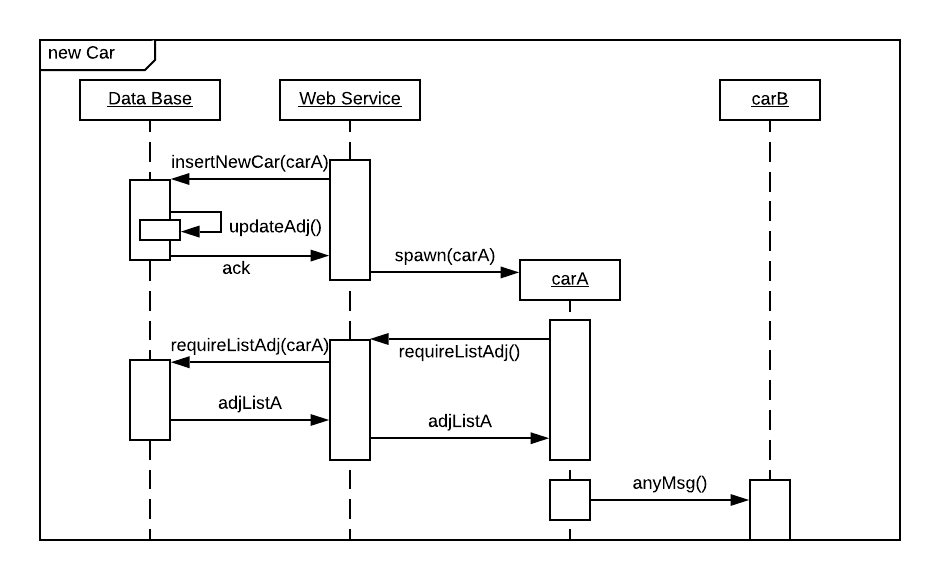 new Car
Data Base
Web Service
carB
insertNewCar(carA)
updateAdj()
ack
spawn(carA)
carA
requireListAdj(carA)
requireListAdj()
adjListA
adjListA
anyMsg()